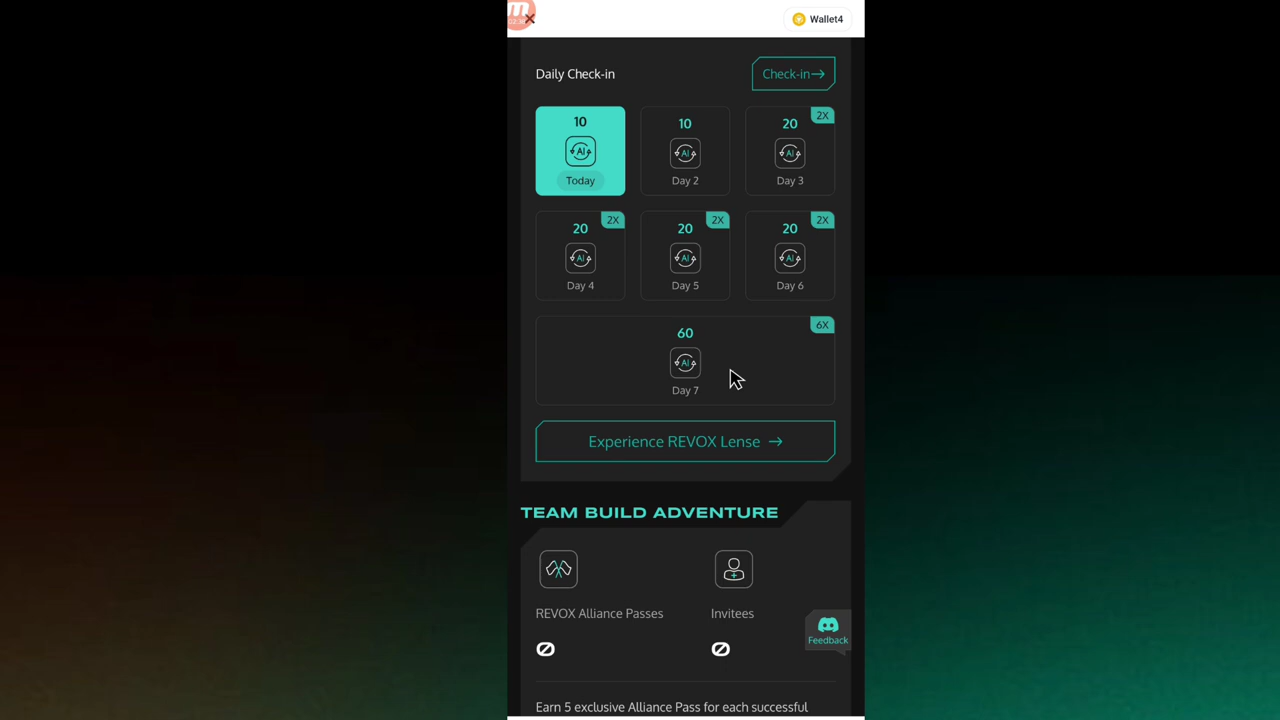 Wallet4
Daily Check-in
Check-in→
10
Today
10
Day 2
2X
20
Day 3
2X
20
Day 4
2X
20
Day 5
2X
20
Day 6
6X
60
Day 7
Experience REVOX Lense →
TEAM BUILD ADVENTURE
REVOX Alliance Passes
Invitees
0
0
Feedback
Earn 5 exclusive Alliance Pass for each successful